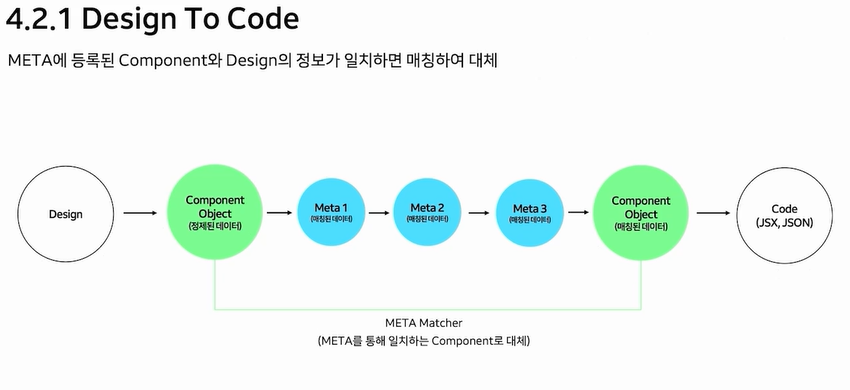 4.2.1 Design To Code
META에 등록된 Component와 Design의 정보가 일치하면 매칭하여 대체
Design
Component
Object
(정제된 데이터)
Meta 1
(매칭된 데이터)
Meta 2
(매칭된 데이터)
Meta 3
(매칭된 데이터)
Component
Object
(매칭된 데이터)
Code
(JSX, JSON)
META Matcher
(META를 통해 일치하는 Component로 대체)